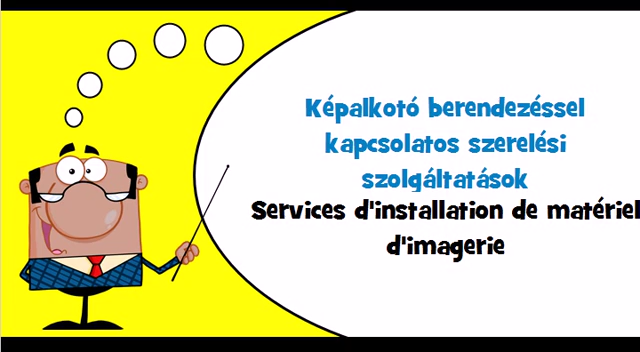 Képalkotó berendezéssel
kapcsolatos szerelési
szolgáltatások
Services d'installation de matériel
d'imagerie